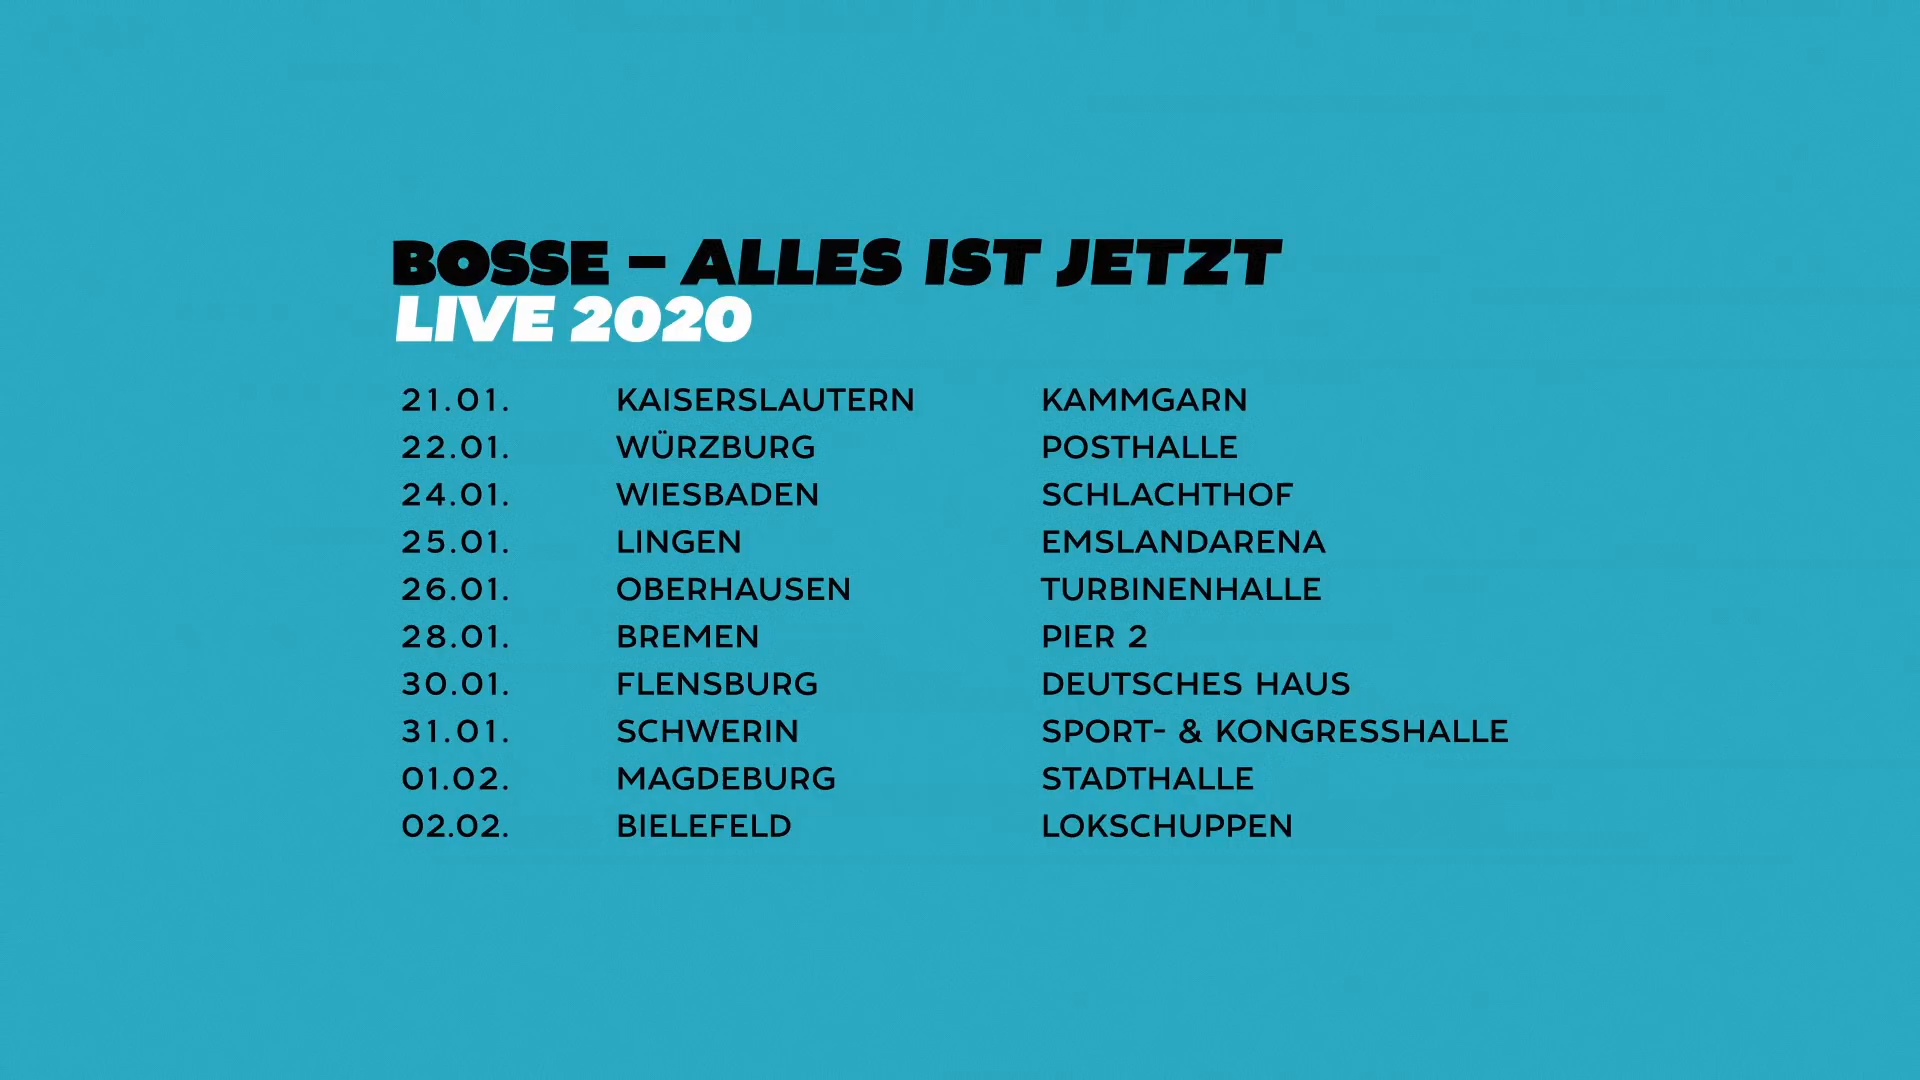 BOSSE – ALLES IST JETZT
LIVE 2020
21.01. KAISERSLAUTERN KAMMGARN
22.01. WÜRZBURG POSTHALLE
24.01. WIESBADEN SCHLACHTHOF
25.01. LINGEN EMSLANDARENA
26.01. OBERHAUSEN TURBINENHALLE
28.01. BREMEN PIER 2
30.01. FLENSBURG DEUTSCHES HAUS
31.01. SCHWERIN SPORT- & KONGRESSHALLE
01.02. MAGDEBURG STADTHALLE
02.02. BIELEFELD LOKSCHUPPEN